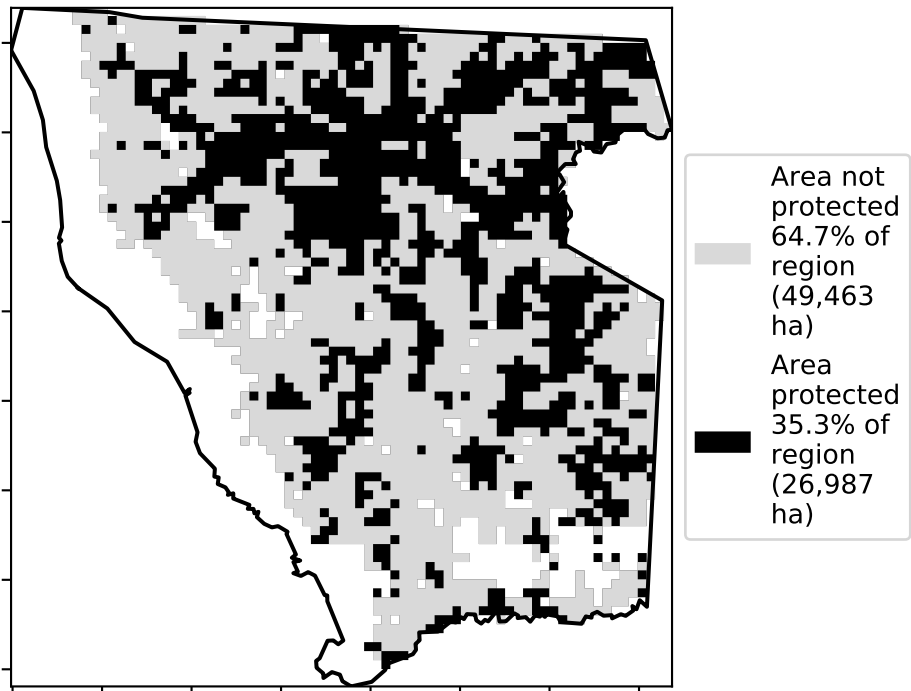 Area not
protected
64.7% of
region
(49,463
ha)
Area
protected
35.3% of
region
(26,987
ha)